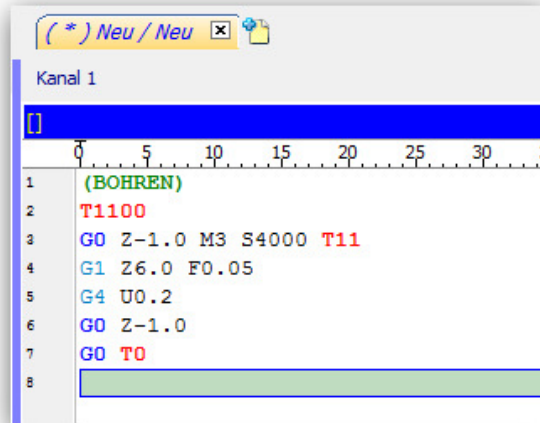 ( * ) Neu / Neu
Kanal 1
[]
0 5 10 15 20 25 30
1 (BOHREN)
2 T1100
3 G0 Z-1.0 M3 S4000 T11
4 G1 Z6.0 F0.05
5 G4 U0.2
6 G0 Z-1.0
7 G0 T0
8